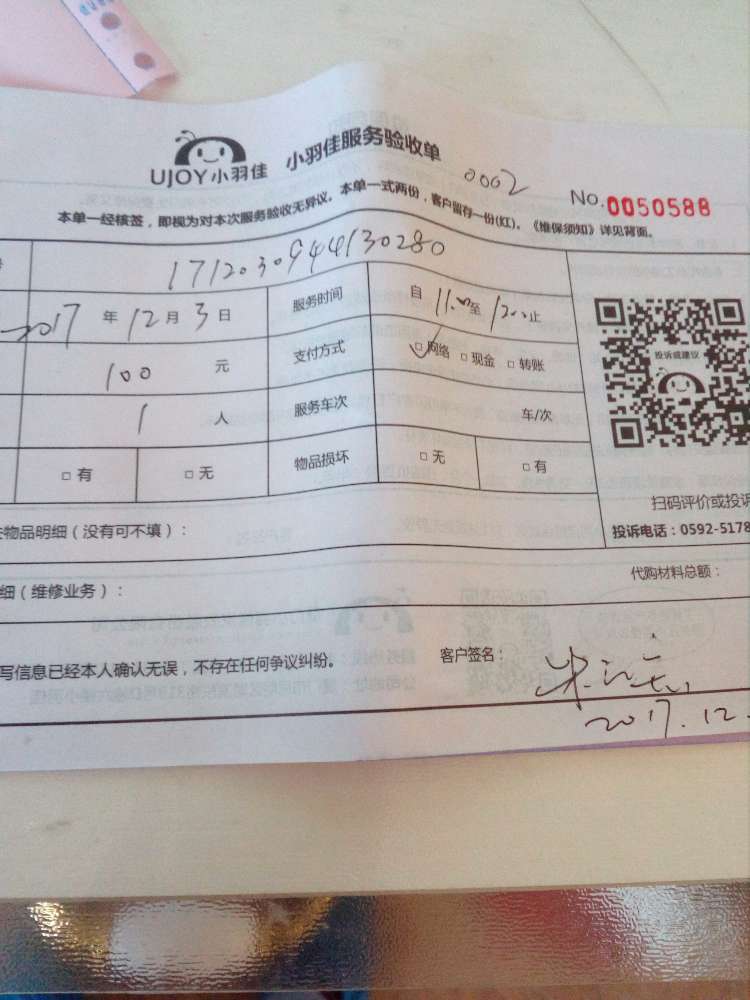 UJOY小羽佳 小羽佳服务验收单 0002 No.0050588
本单一经核签，即视为对本次服务验收无异议。本单一式两份，客户留存一份(红)。《维保须知》详见背面。
1712030944130280
2017 年 12 月 3 日 服务时间 自 11:00 至 12:00 止
100 元 支付方式 □网络 □现金 □转账
1 人 服务车次 车/次
□有 □无 物品损坏 □无 □有
投诉或建议
扫码评价或投诉
投诉电话：0592-5178
物品明细（没有可不填）：
细（维修业务）： 代购材料总额：
写信息已经本人确认无误，不存在任何争议纠纷。 客户签名：
2017.12.